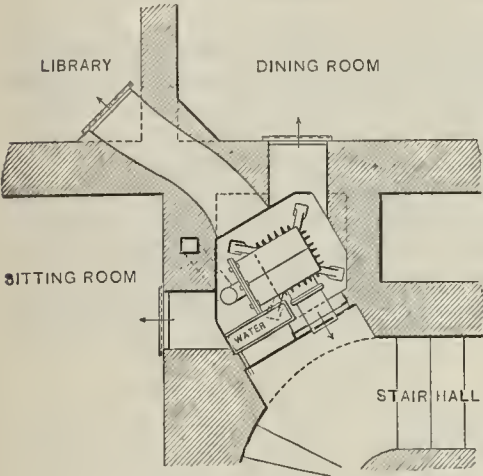 LIBRARY
DINING ROOM
SITTING ROOM
WATER
STAIR HALL